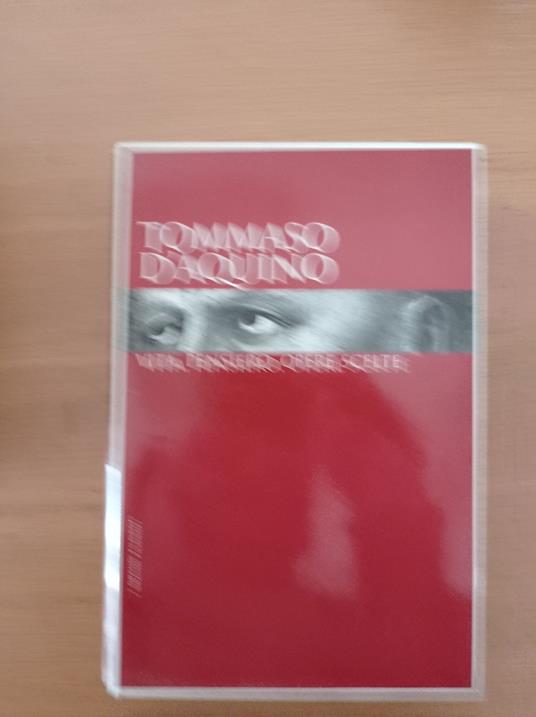 TOMMASO
D'AQUINO
VITA, PENSIERO, OPERE SCELTE